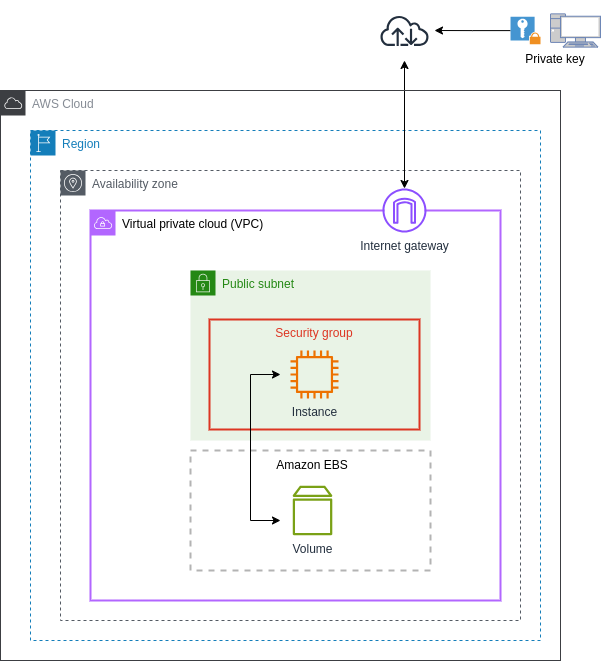 Private key
AWS Cloud
Region
Availability zone
Virtual private cloud (VPC)
Internet gateway
Public subnet
Security group
Instance
Amazon EBS
Volume